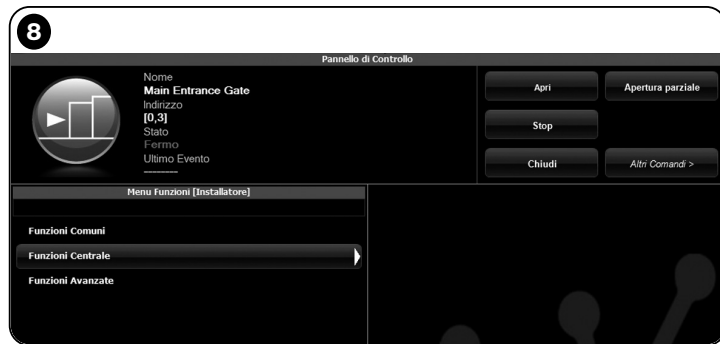 8
Pannello di Controllo
Nome
Main Entrance Gate
Indirizzo
[0,3]
Stato
Fermo
Ultimo Evento
--------
Apri
Apertura parziale
Stop
Chiudi
Altri Comandi >
Menu Funzioni [Installatore]
Funzioni Comuni
Funzioni Centrale
Funzioni Avanzate